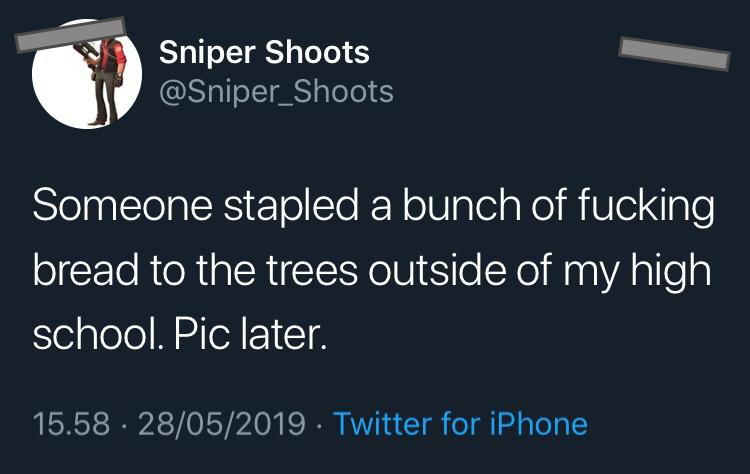 Sniper Shoots
@Sniper_Shoots
Someone stapled a bunch of fucking
bread to the trees outside of my high
school. Pic later.
15.58 · 28/05/2019 · Twitter for iPhone